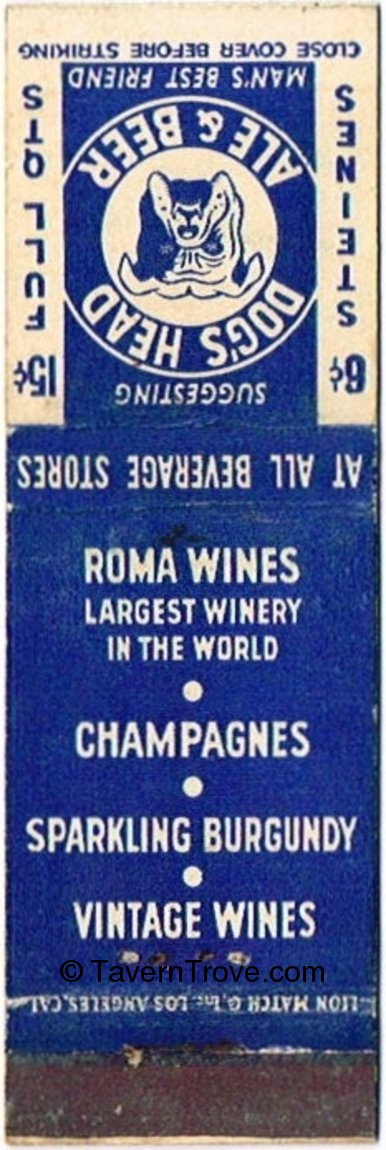 CLOSE COVER BEFORE STRIKING
SUGGESTING
DOG'S HEAD
ALE & BEER
MAN'S BEST FRIEND
STEINES
6¢
FULL QTS
15¢
AT ALL BEVERAGE STORES
ROMA WINES
LARGEST WINERY
IN THE WORLD
CHAMPAGNES
SPARKLING BURGUNDY
VINTAGE WINES
© TavernTrove.com
LION MATCH Co., Inc. LOS ANGELES, CAL